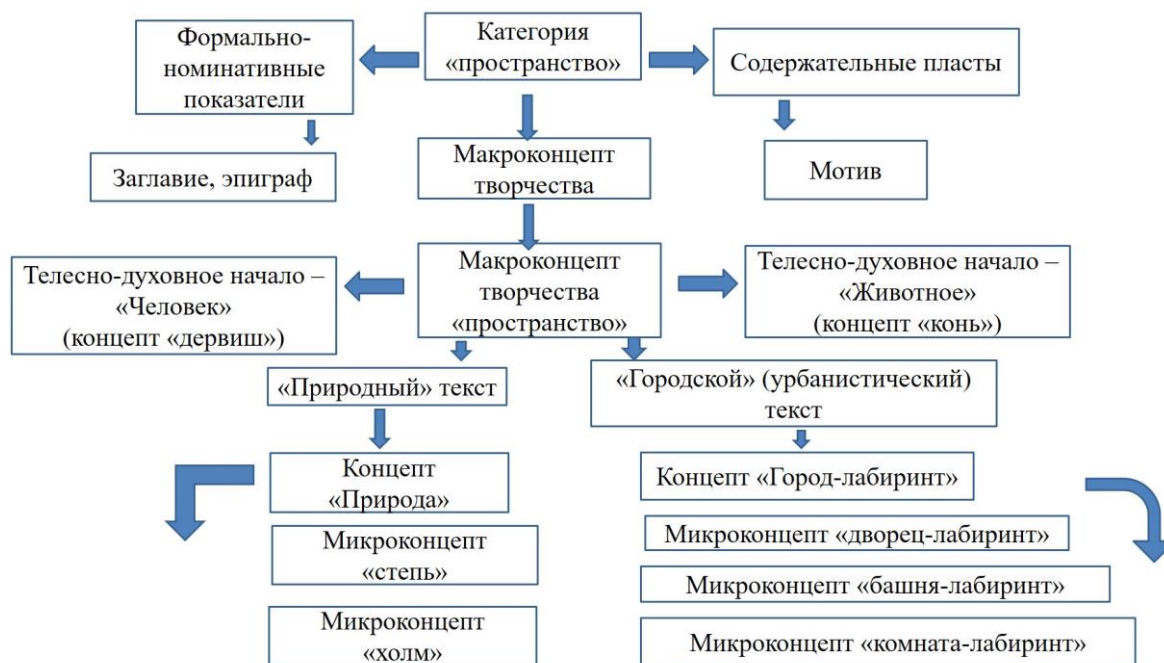 Формально-
номинативные
показатели
Категория
«пространство»
Содержательные пласты
Заглавие, эпиграф
Макроконцепт
творчества
Мотив
Телесно-духовное начало –
«Человек»
(концепт «дервиш»)
Макроконцепт
творчества
«пространство»
Телесно-духовное начало –
«Животное»
(концепт «конь»)
«Природный» текст
«Городской» (урбанистический)
текст
Концепт
«Природа»
Концепт «Город-лабиринт»
Микроконцепт
«степь»
Микроконцепт «дворец-лабиринт»
Микроконцепт «башня-лабиринт»
Микроконцепт
«холм»
Микроконцепт «комната-лабиринт»